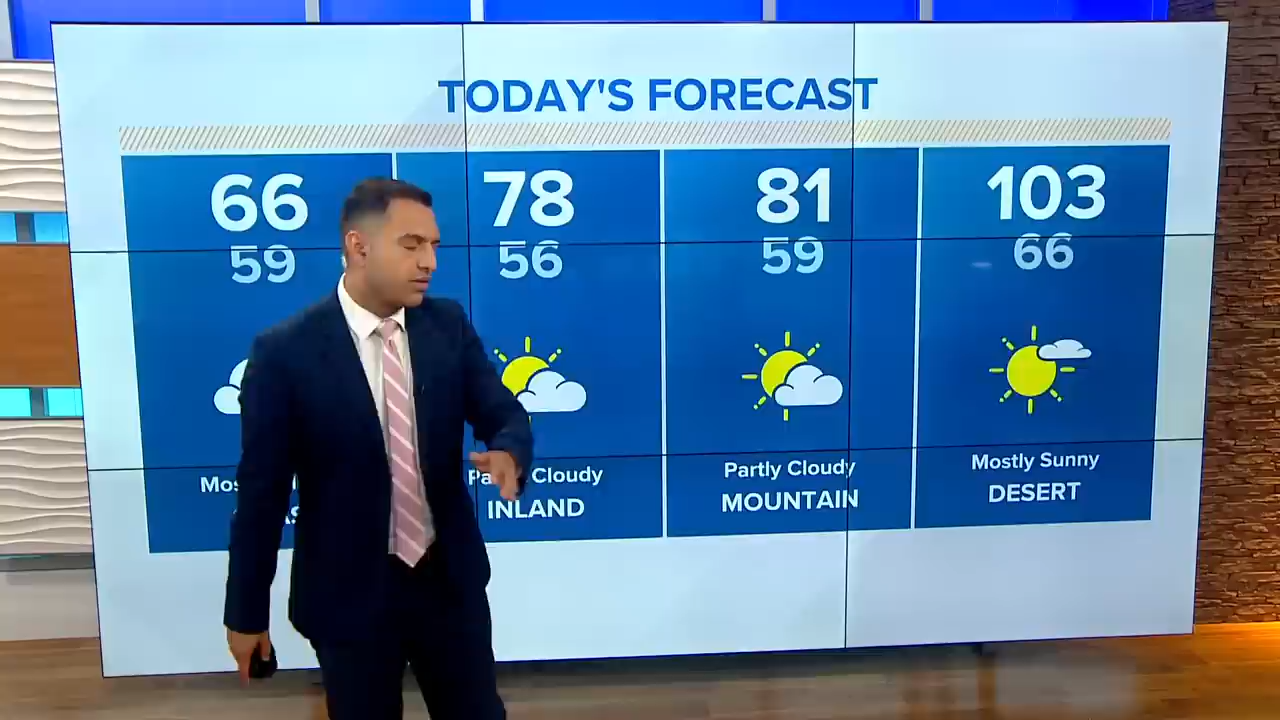 TODAY'S FORECAST
66 78 81 103
59 56 59 66
Cloudy Partly Cloudy Mostly Sunny
INLAND MOUNTAIN DESERT